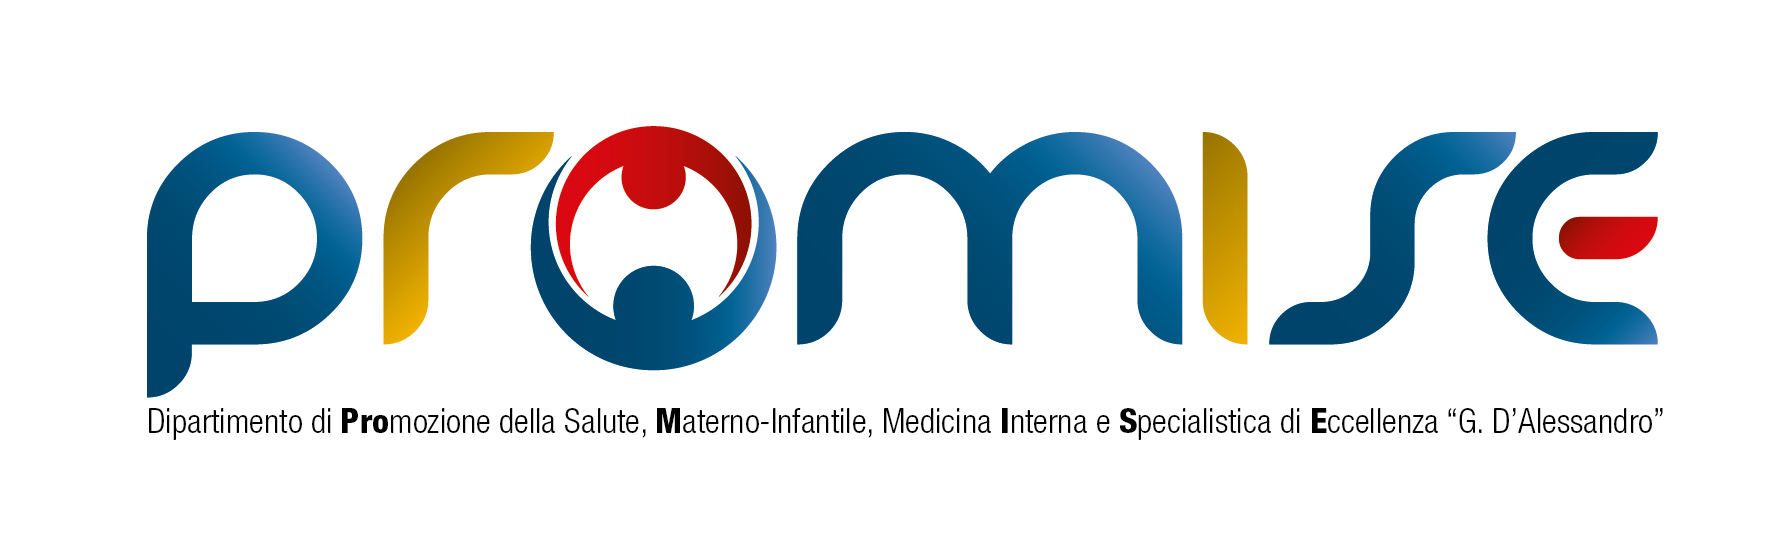 promise
Dipartimento di Promozione della Salute, Materno-Infantile, Medicina Interna e Specialistica di Eccellenza “G. D’Alessandro”